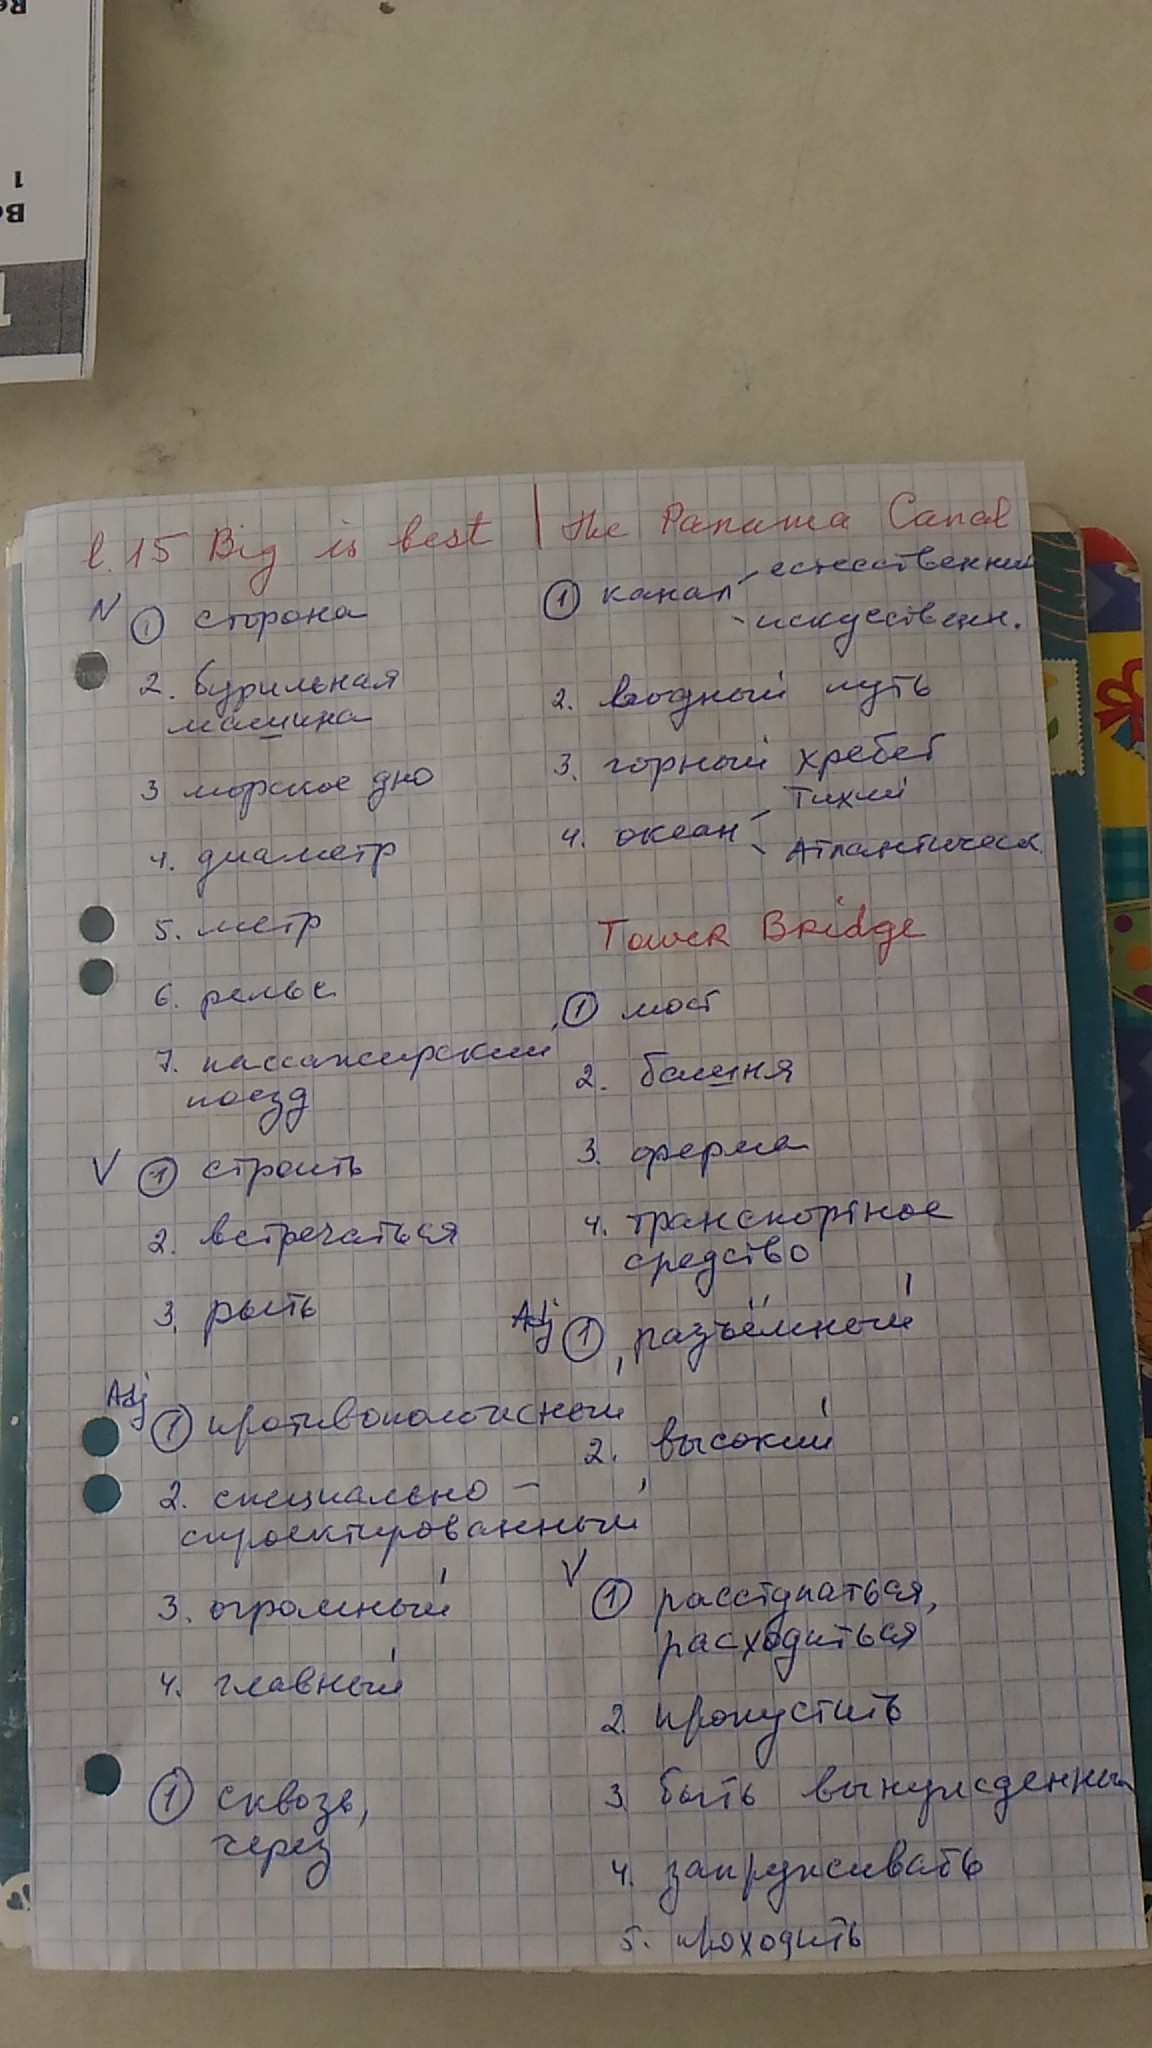 l. 15 Big is best
N 1 сторона
2. бурильная
машина
3 морское дно
4. диаметр
5. метр
6. рельс
7. пассажирский
поезд
V 1 строить
2. встречаться
3. рыть
Adj 1 противоположный
2. специально -
спроектированный
3. огромный
4. главный
1 сквозь,
через
The Panama Canal
1 канал естественный
искусственн.
2. водный путь
3. горный хребет
4. океан Тихий
Атлантическ.
Tower Bridge
1 мост
2. башня
3. ферма
4. транспортное
средство
Adj 1 разъёмный
2. высокий
V 1 расступаться,
расходиться
2. пропустить
3 быть вынужденным
4. запруживать
5. проходить